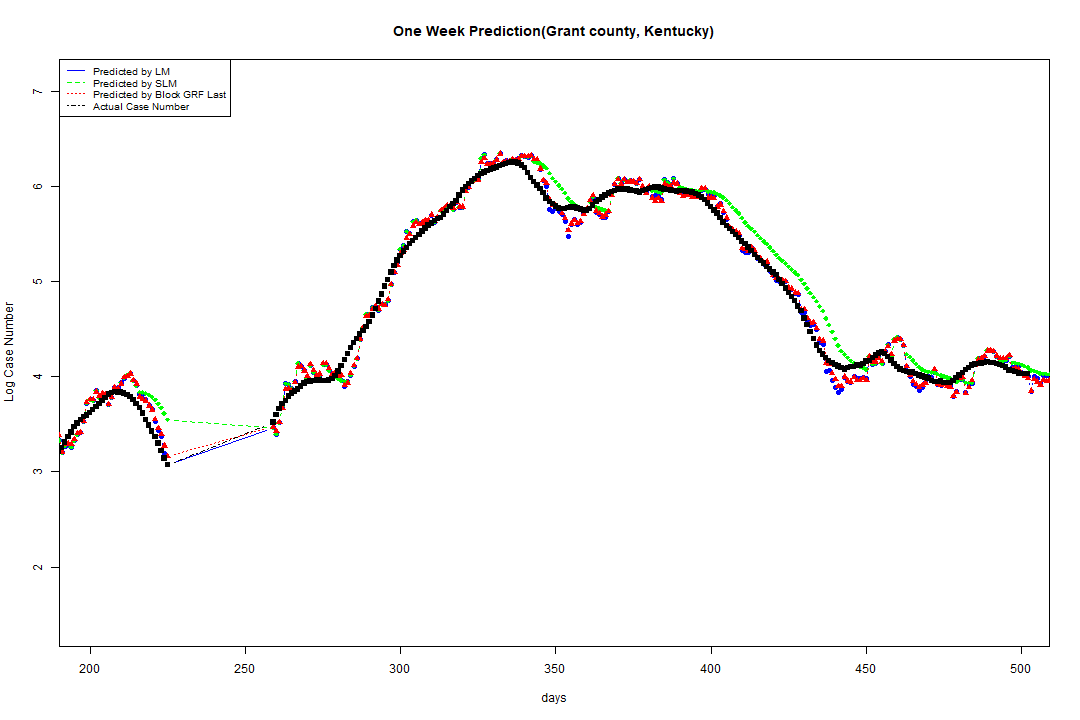 One Week Prediction(Grant county, Kentucky)
Predicted by LM
Predicted by SLM
Predicted by Block GRF Last
Actual Case Number
7
6
5
4
3
2
Log Case Number
200 250 300 350 400 450 500
days